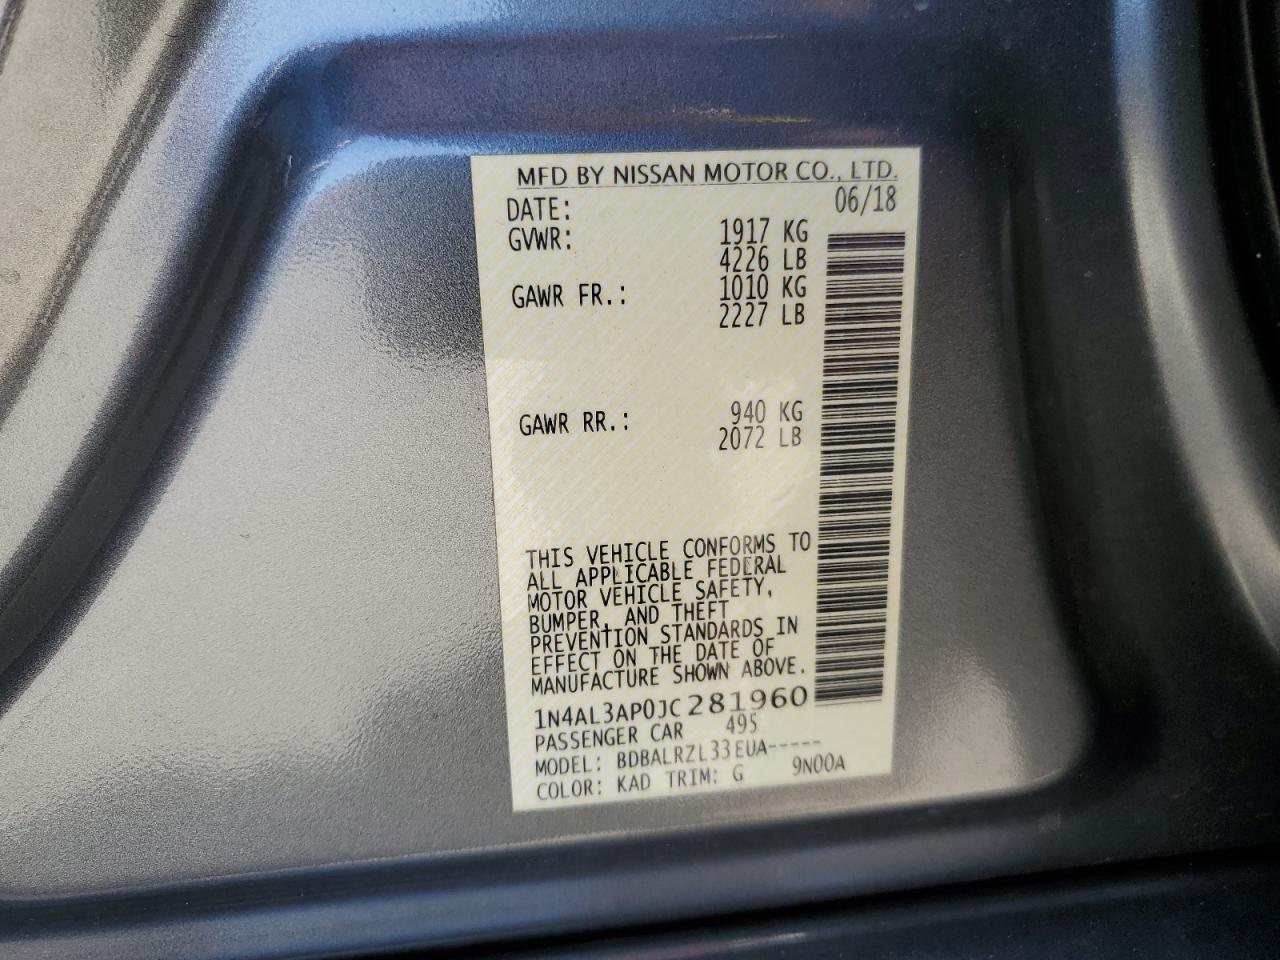 MFD BY NISSAN MOTOR CO., LTD.
DATE: 06/18
GVWR: 1917 KG
4226 LB
GAWR FR.: 1010 KG
2227 LB
GAWR RR.: 940 KG
2072 LB
THIS VEHICLE CONFORMS TO
ALL APPLICABLE FEDERAL
MOTOR VEHICLE SAFETY,
BUMPER, AND THEFT
PREVENTION STANDARDS IN
EFFECT ON THE DATE OF
MANUFACTURE SHOWN ABOVE.
1N4AL3AP0JC281960
PASSENGER CAR 495
MODEL: BDBALRZL33EUA-----
COLOR: KAD TRIM: G 9N00A